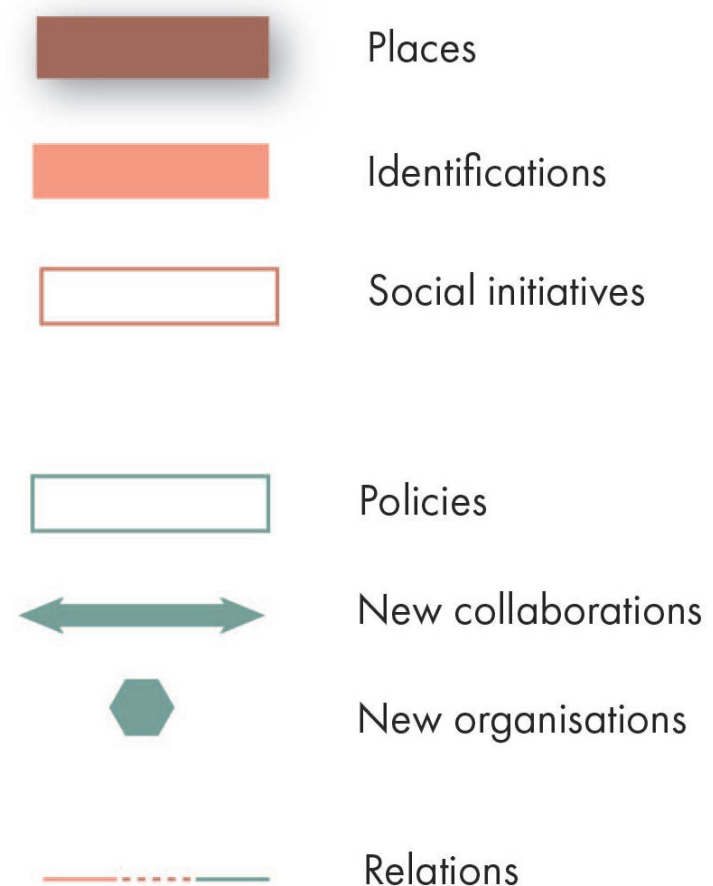 Places
Identifications
Social initiatives
Policies
New collaborations
New organisations
Relations